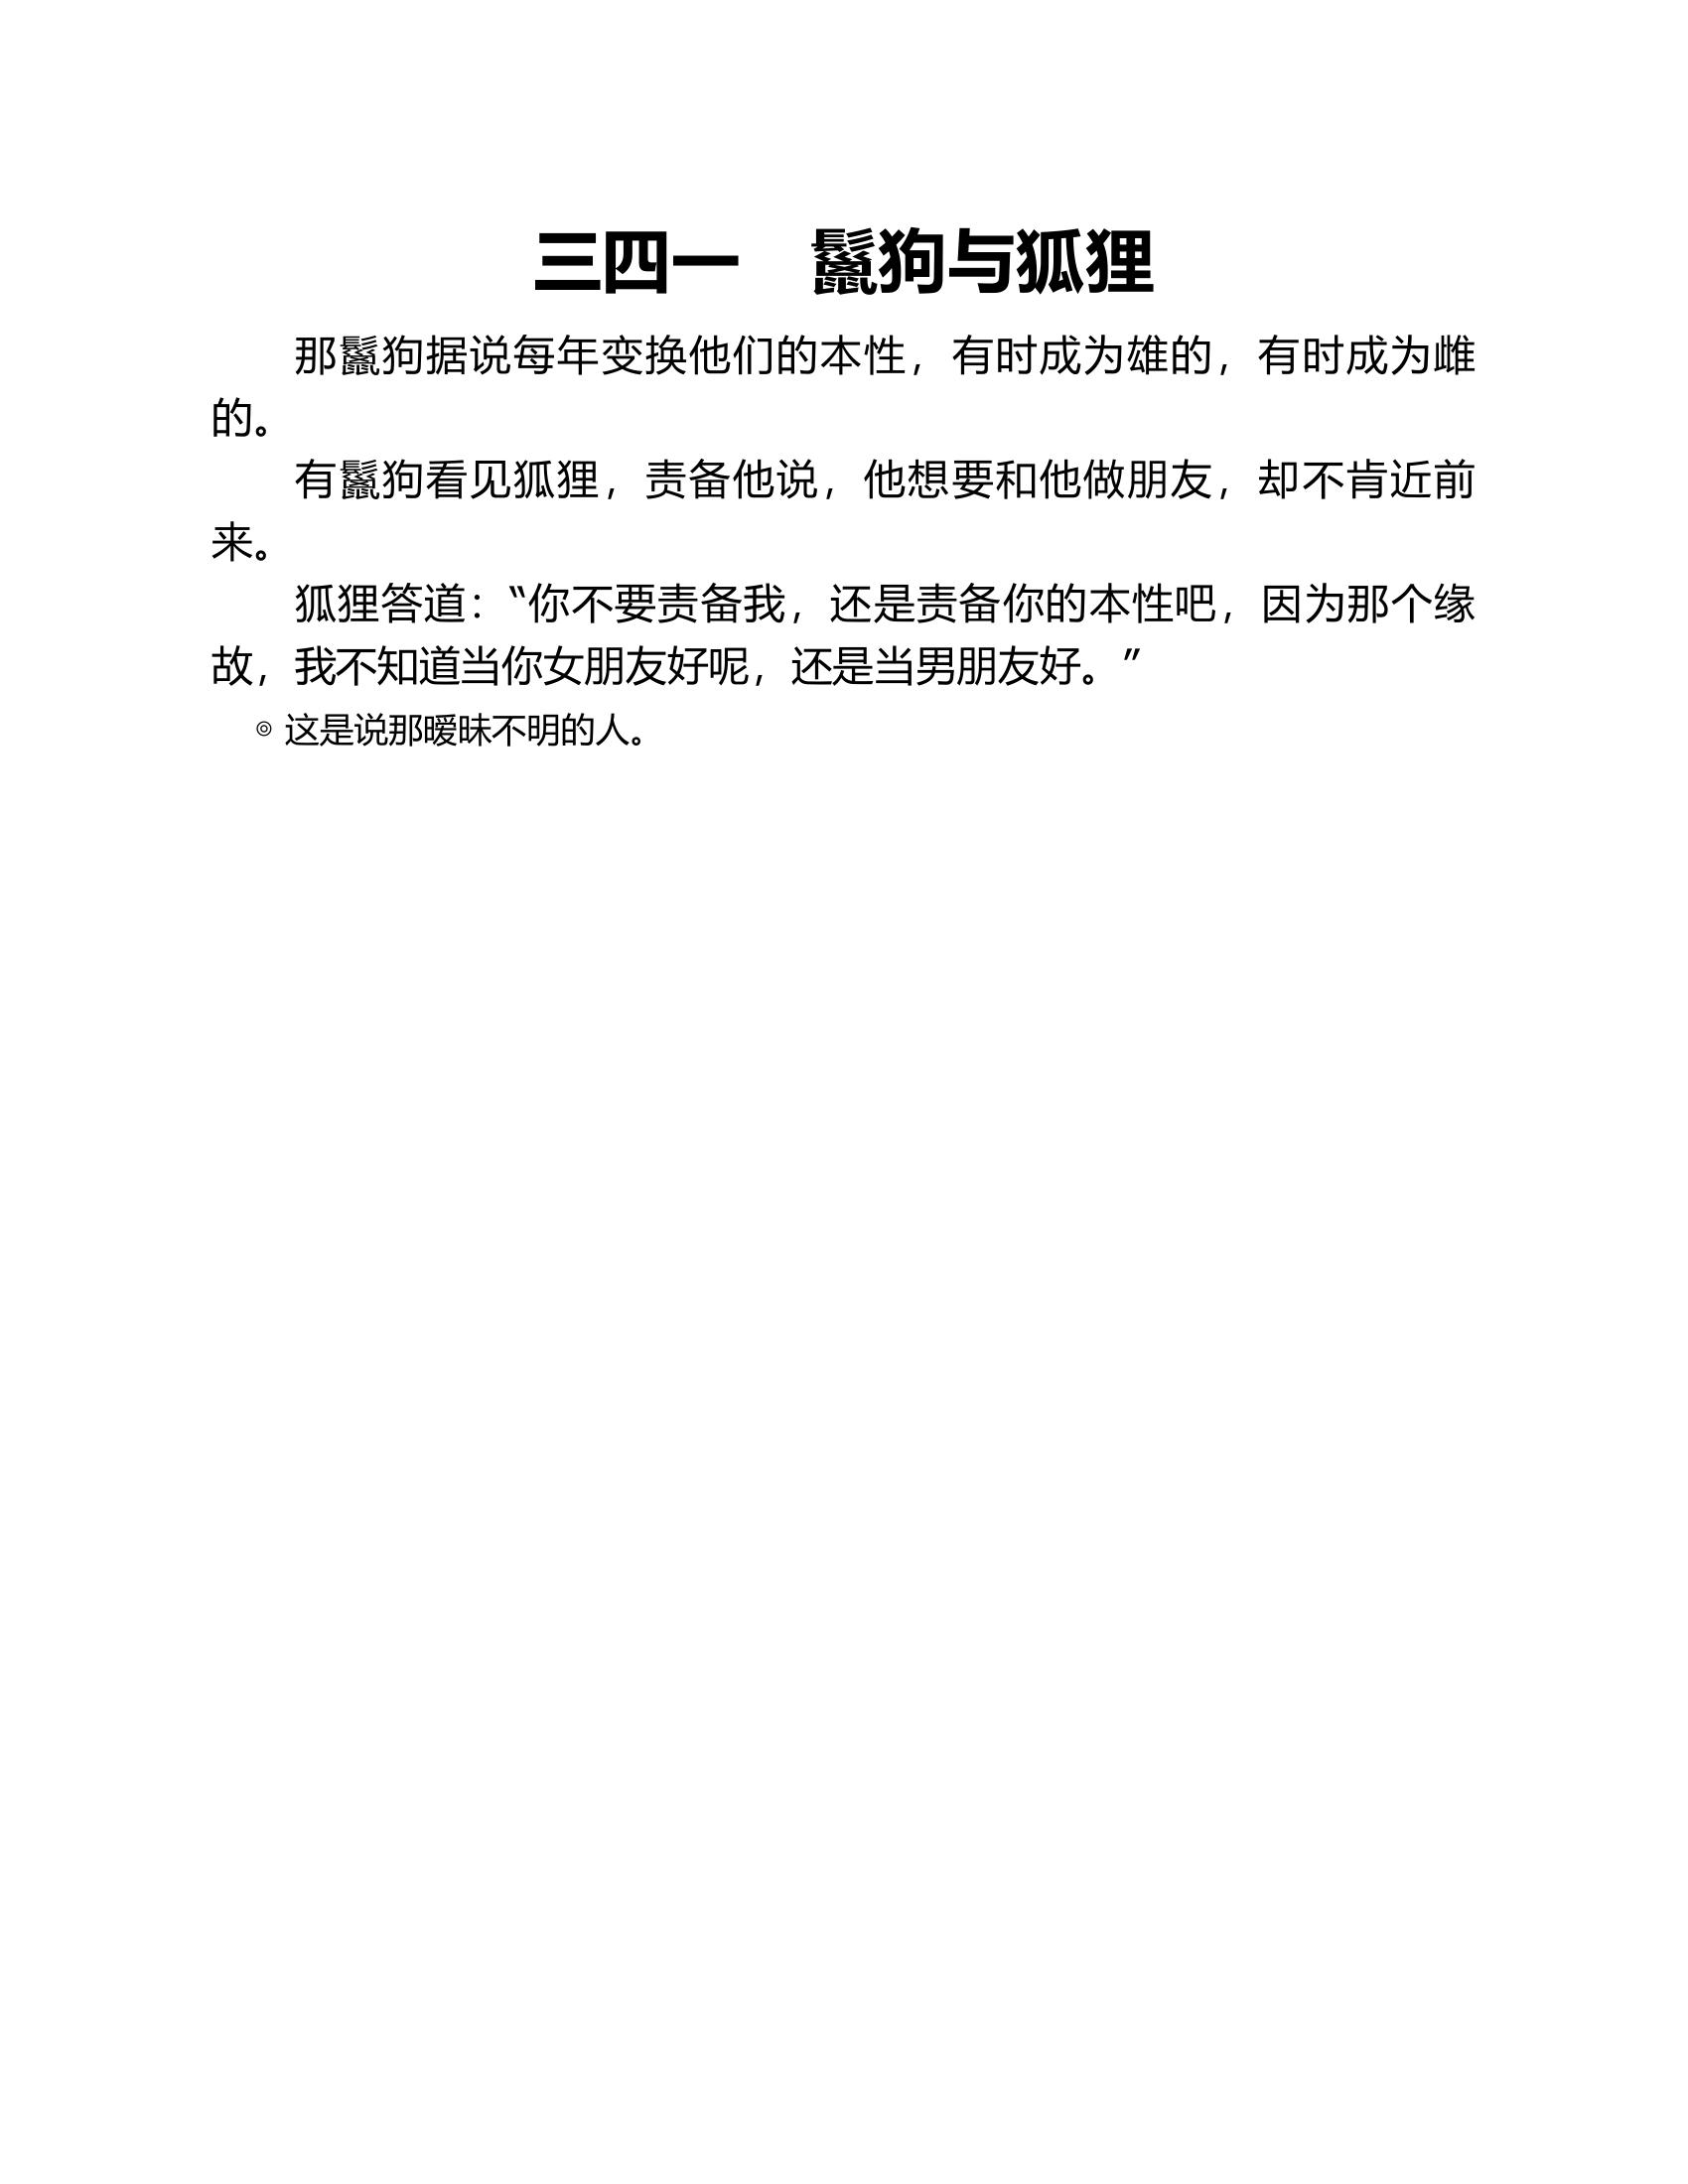 三四一　鬣狗与狐狸
那鬣狗据说每年变换他们的本性，有时成为雄的，有时成为雌
的。
有鬣狗看见狐狸，责备他说，他想要和他做朋友，却不肯近前
来。
狐狸答道：“你不要责备我，还是责备你的本性吧，因为那个缘
故，我不知道当你女朋友好呢，还是当男朋友好。”
◎ 这是说那暧昧不明的人。